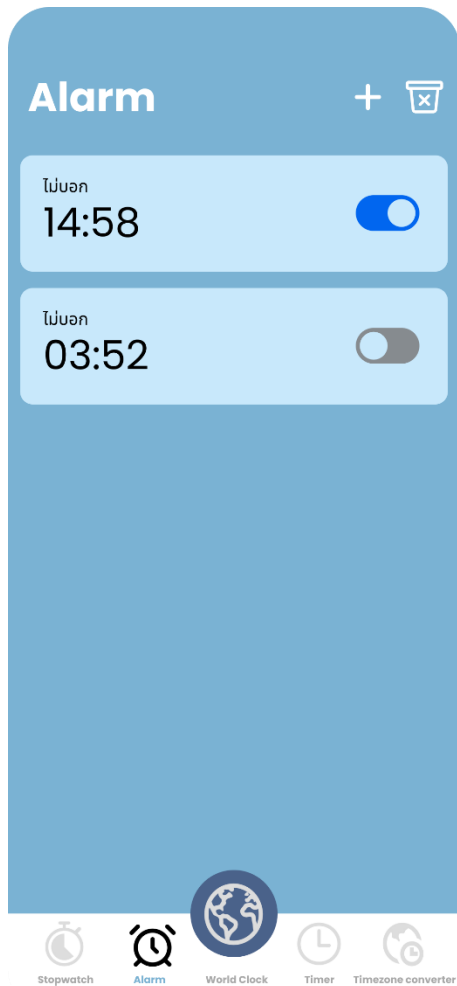 Alarm
ไม่บอก
14:58
ไม่บอก
03:52
Stopwatch
Alarm
World Clock
Timer
Timezone converter